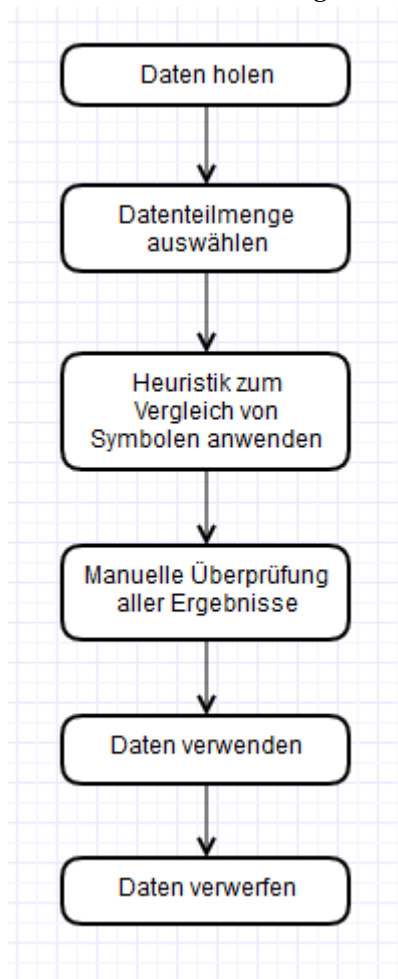 Daten holen
Datenteilmenge
auswählen
Heuristik zum
Vergleich von
Symbolen anwenden
Manuelle Überprüfung
aller Ergebnisse
Daten verwenden
Daten verwerfen